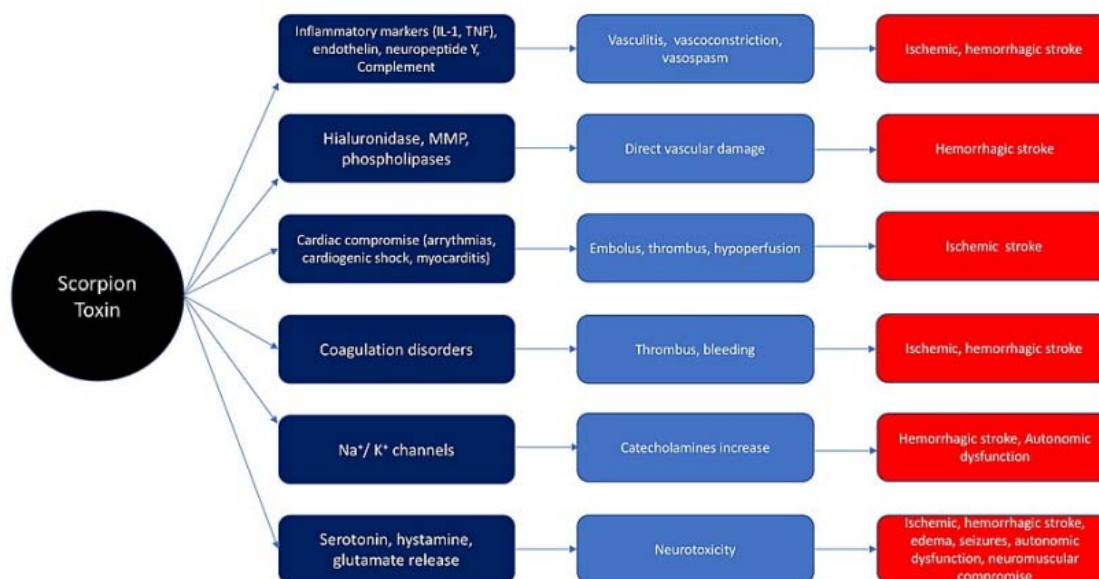 Inflammatory markers (IL-1, TNF),
endothelin, neuropeptide Y,
Complement
Vasculitis, vasoconstriction,
vasospasm
Ischemic, hemorrhagic stroke
Hialuronidase, MMP,
phospholipases
Direct vascular damage
Hemorrhagic stroke
Scorpion
Toxin
Cardiac compromise (arrythmias,
cardiogenic shock, myocarditis)
Embolus, thrombus, hypoperfusion
Ischemic stroke
Coagulation disorders
Thrombus, bleeding
Ischemic, hemorrhagic stroke
Na⁺/ K⁺ channels
Catecholamines increase
Hemorrhagic stroke, Autonomic
dysfunction
Serotonin, hystamine,
glutamate release
Neurotoxicity
Ischemic, hemorrhagic stroke,
edema, seizures, autonomic
dysfunction, neuromuscular
compromise